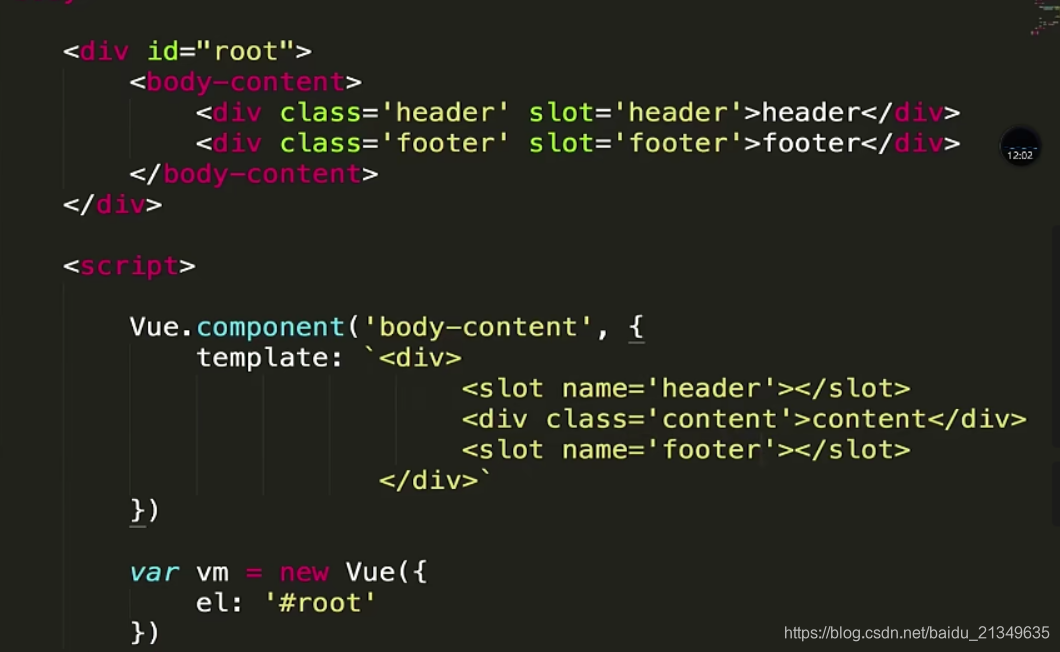 <div id="root">
<body-content>
<div class='header' slot='header'>header</div>
<div class='footer' slot='footer'>footer</div>
</body-content>
</div>
12:02
<script>
Vue.component('body-content', {
template: `<div>
<slot name='header'></slot>
<div class='content'>content</div>
<slot name='footer'></slot>
</div>`
})
var vm = new Vue({
el: '#root'
})
https://blog.csdn.net/baidu_21349635